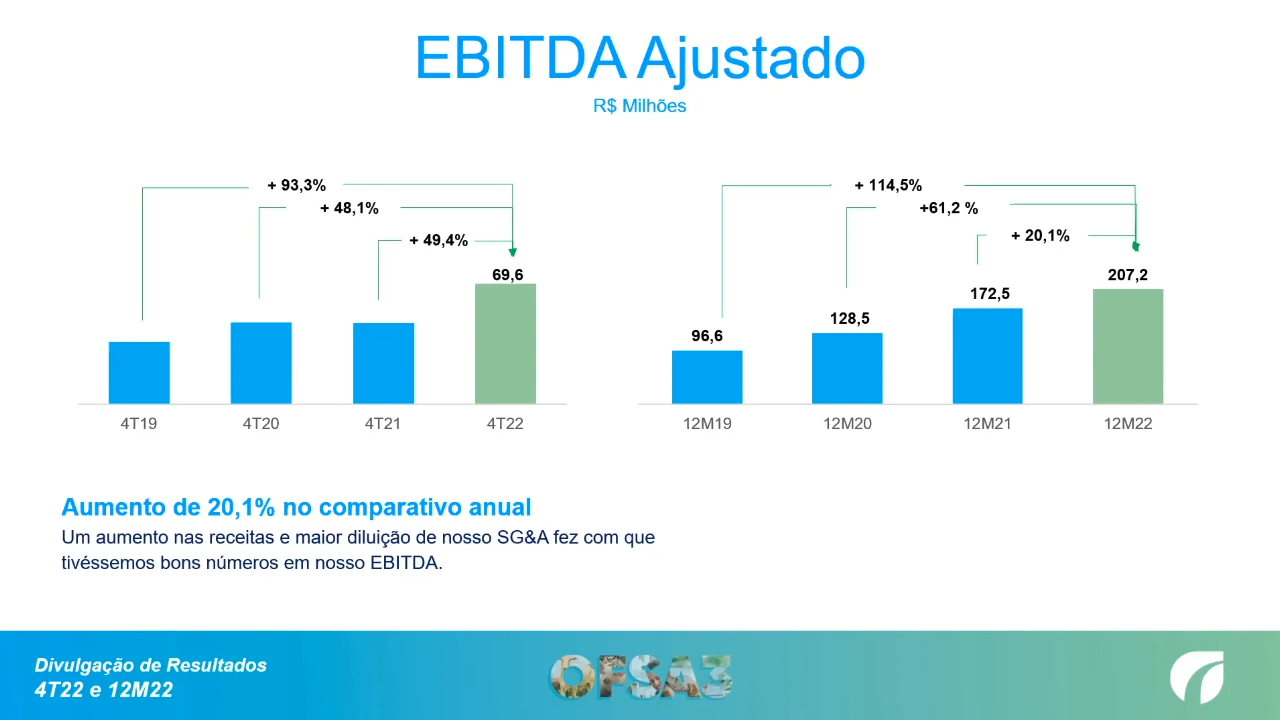 EBITDA Ajustado
R$ Milhões
+ 93,3%
+ 48,1%
+ 49,4%
69,6
4T19
4T20
4T21
4T22
+ 114,5%
+61,2 %
+ 20,1%
207,2
172,5
128,5
96,6
12M19
12M20
12M21
12M22
Aumento de 20,1% no comparativo anual
Um aumento nas receitas e maior diluição de nosso SG&A fez com que
tivéssemos bons números em nosso EBITDA.
Divulgação de Resultados
4T22 e 12M22
OFSA3